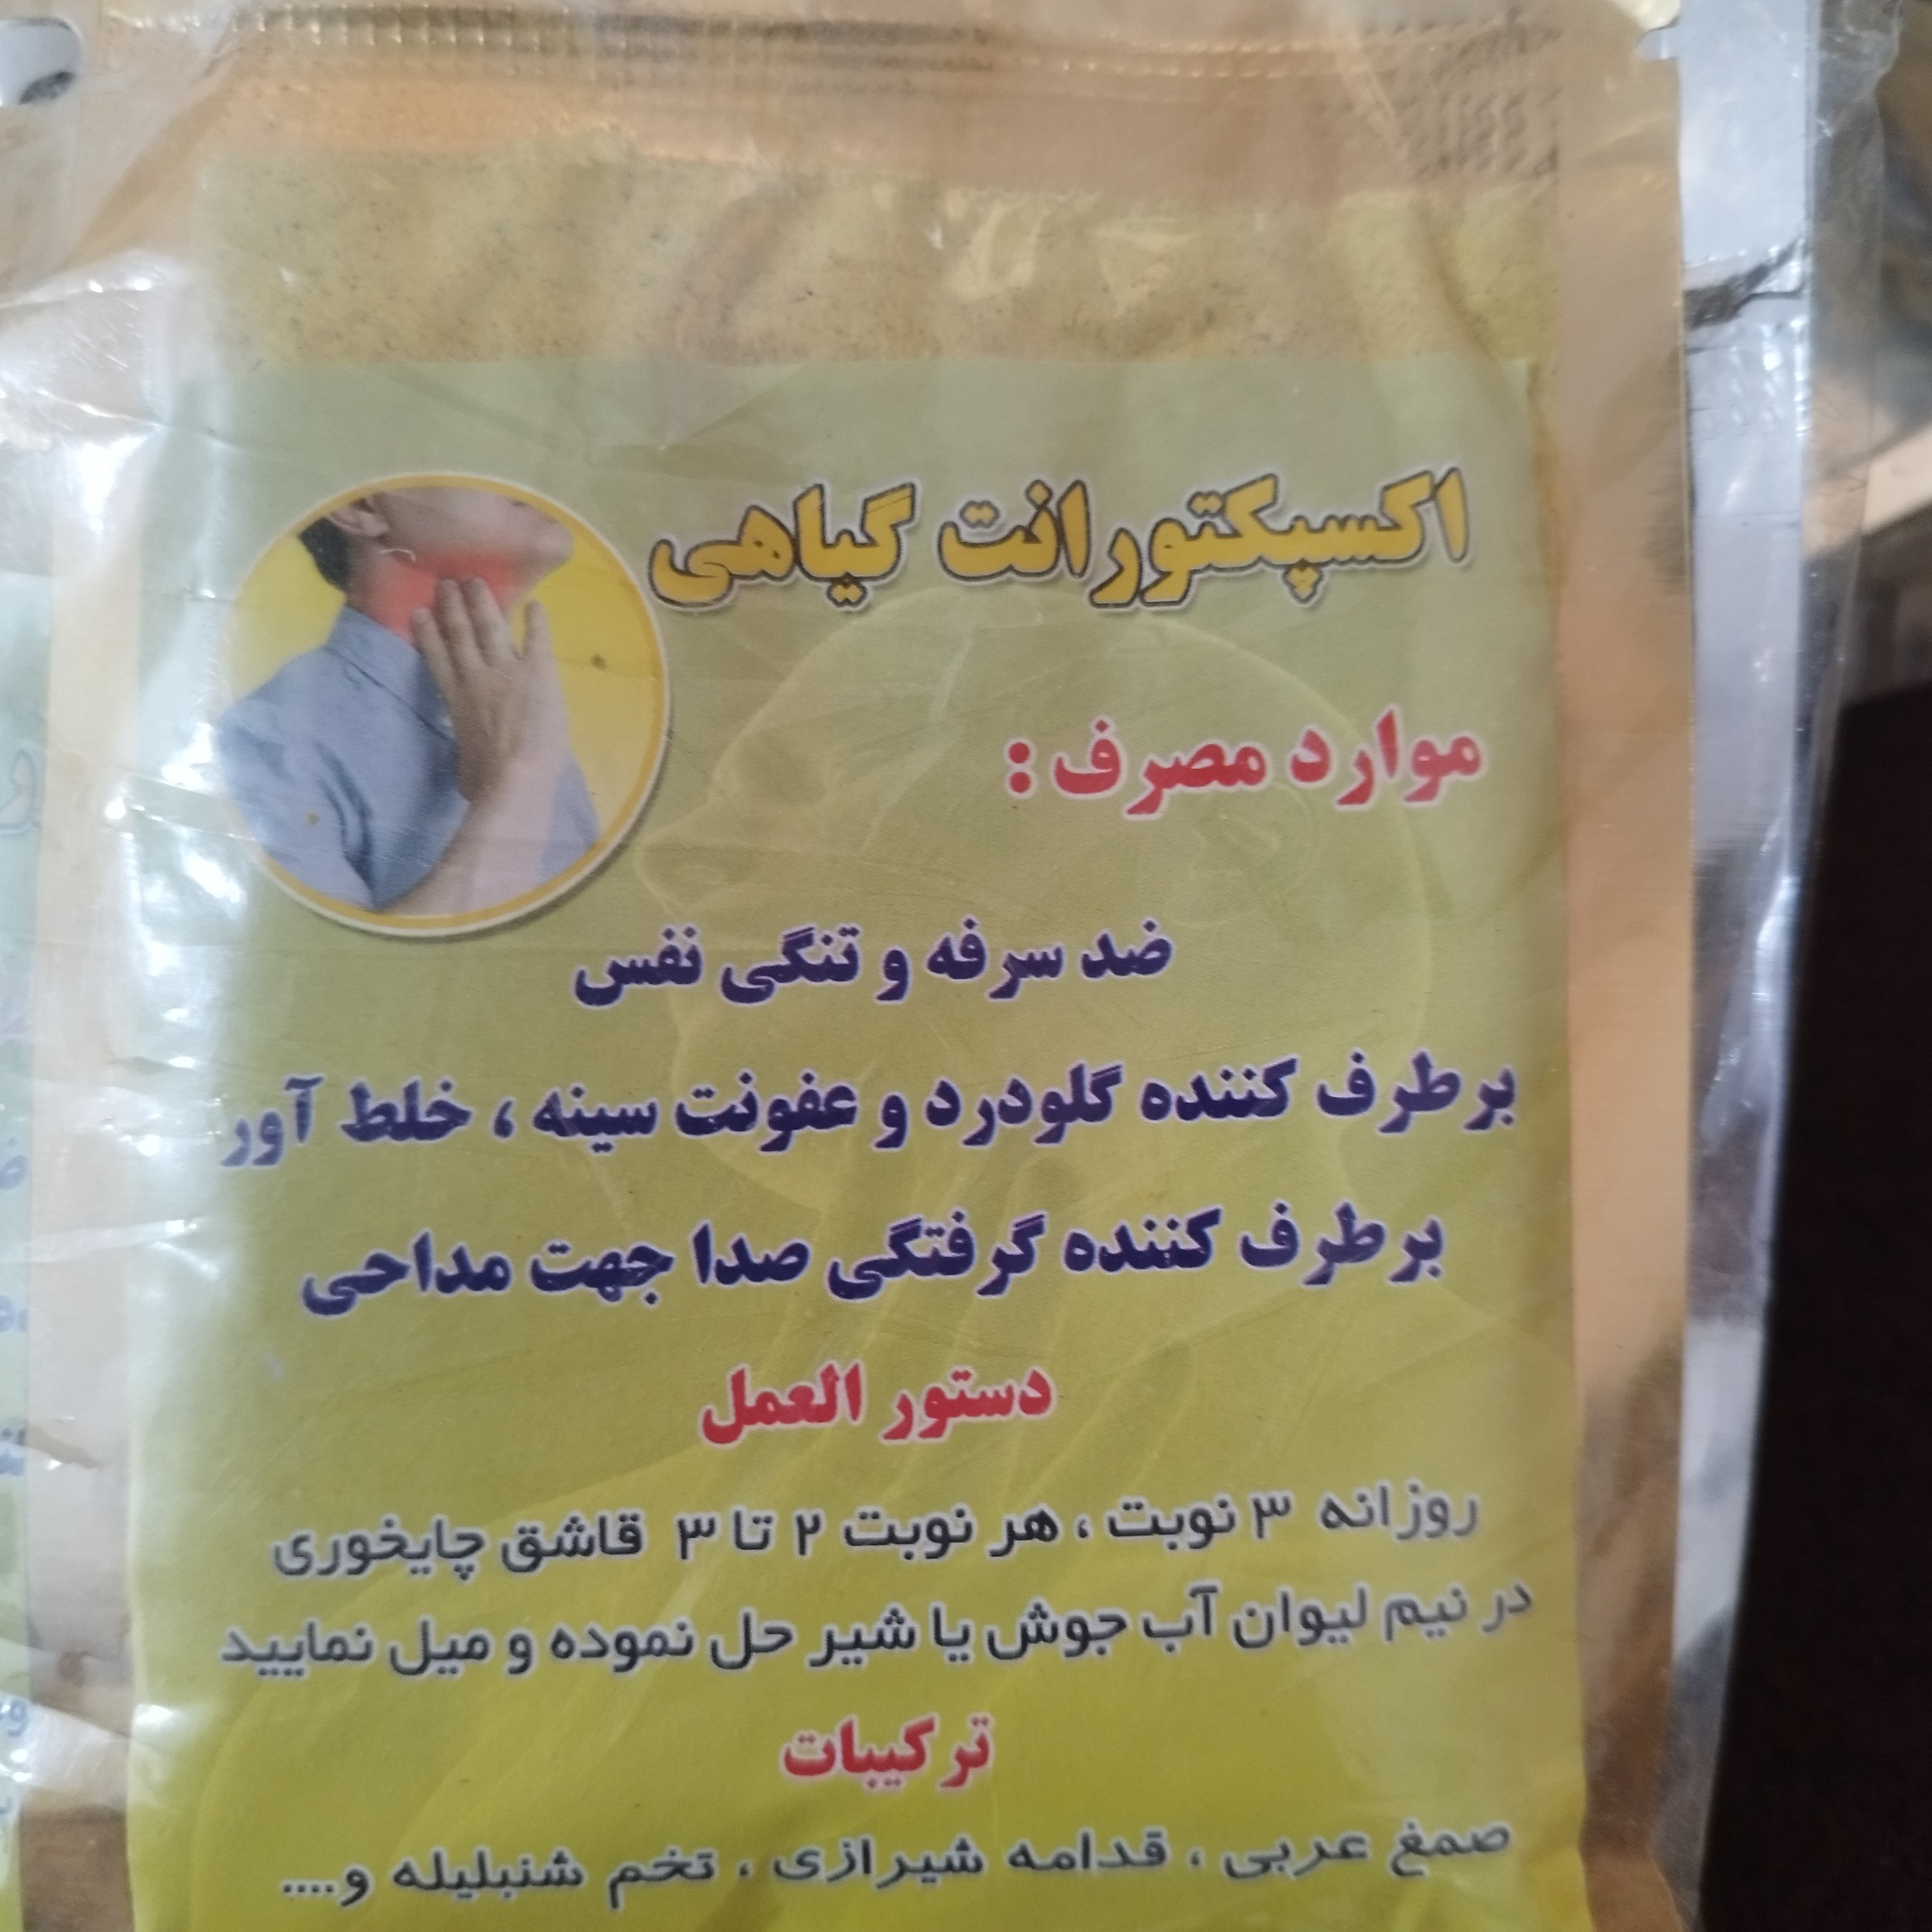 اکسپکتورانت گیاهی
موارد مصرف :
ضد سرفه و تنگی نفس
برطرف کننده گلودرد و عفونت سینه ، خلط آور
برطرف کننده گرفتگی صدا جهت مداحی
دستور العمل
روزانه ۳ نوبت ، هر نوبت ۲ تا ۳ قاشق چایخوری
در نیم لیوان آب جوش یا شیر حل نموده و میل نمایید
ترکیبات
صمغ عربی ، قدامه شیرازی ، تخم شنبلیله و....